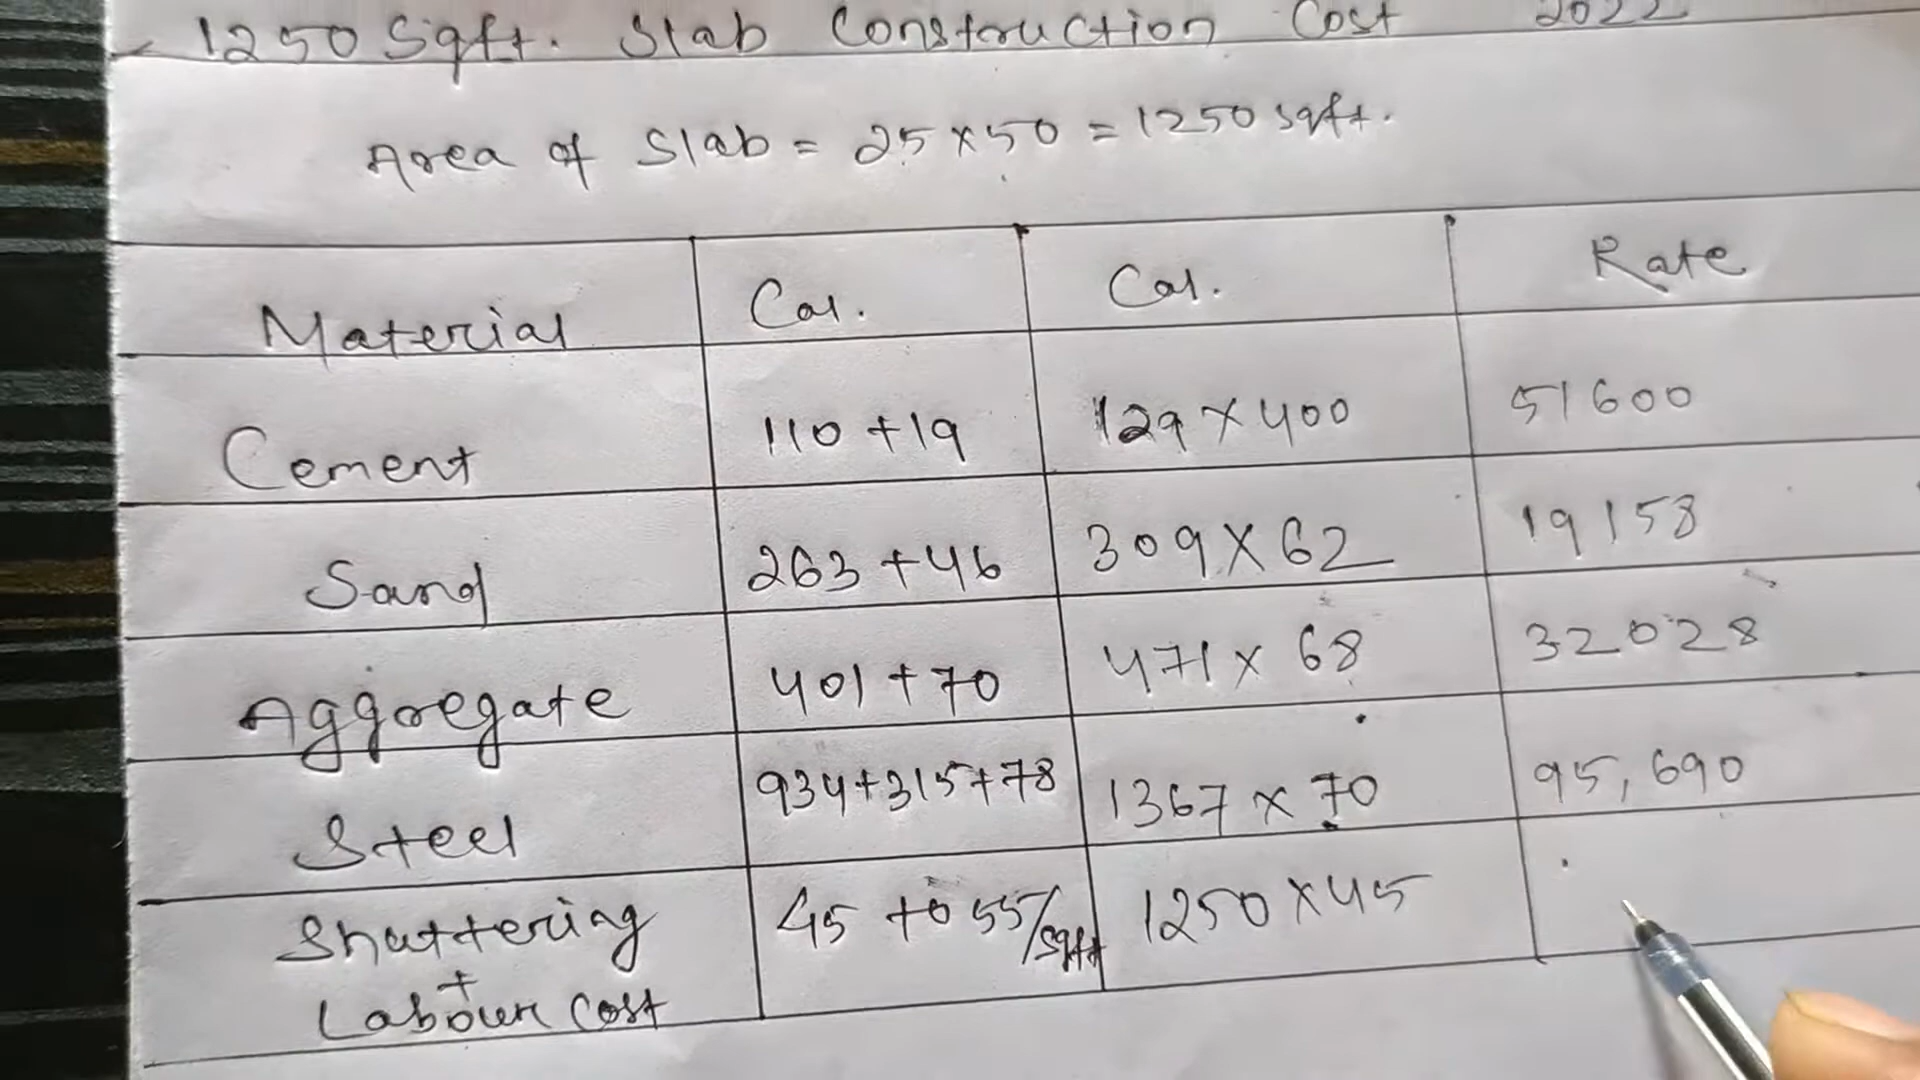 1250 Sqft. Slab Construction Cost 2022
Area of Slab = 25 x 50 = 1250 sqft.
Material Cal. Cal. Rate
Cement 110 + 19 129 x 400 51600
Sand 263 + 46 309 x 62 19158
Aggregate 401 + 70 471 x 68 32028
Steel 934+315+78 1367 x 70 95,690
Shuttering 45 to 55/sqft 1250 x 45
+
Labour cost